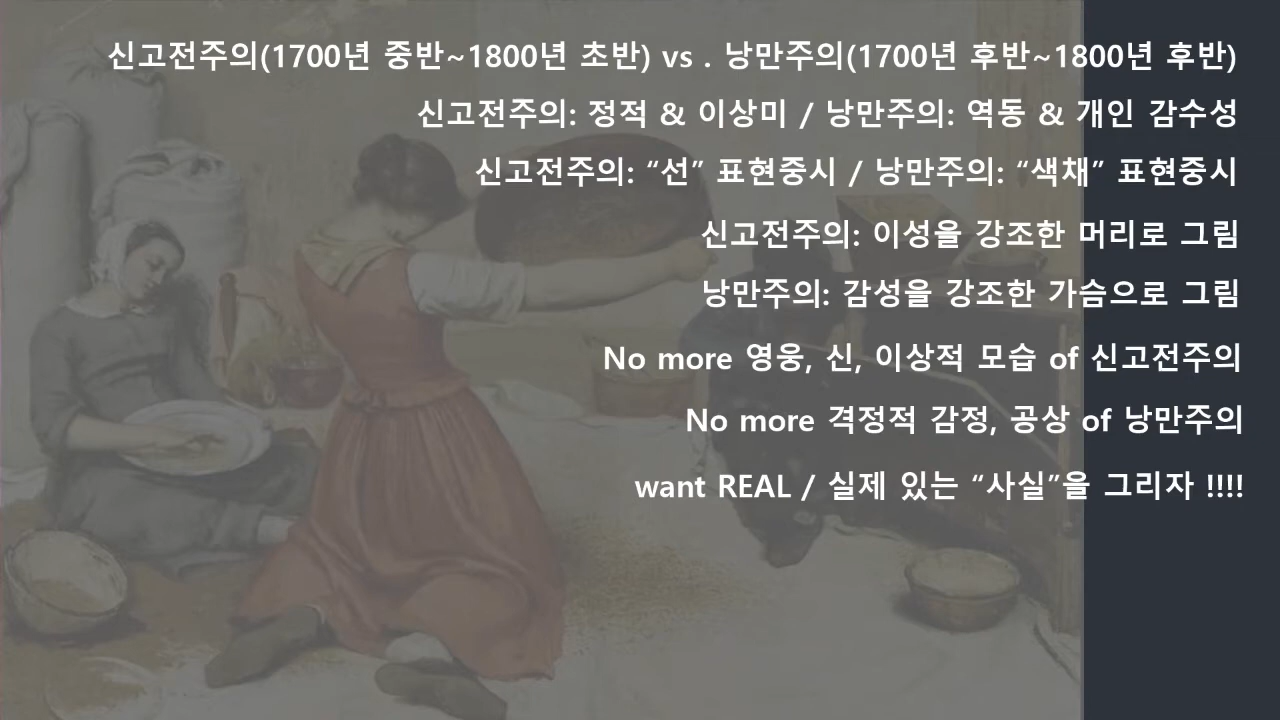 신고전주의(1700년 중반~1800년 초반) vs . 낭만주의(1700년 후반~1800년 후반)
신고전주의: 정적 & 이상미 / 낭만주의: 역동 & 개인 감수성
신고전주의: “선” 표현중시 / 낭만주의: “색채” 표현중시
신고전주의: 이성을 강조한 머리로 그림
낭만주의: 감성을 강조한 가슴으로 그림
No more 영웅, 신, 이상적 모습 of 신고전주의
No more 격정적 감정, 공상 of 낭만주의
want REAL / 실제 있는 “사실”을 그리자 !!!!